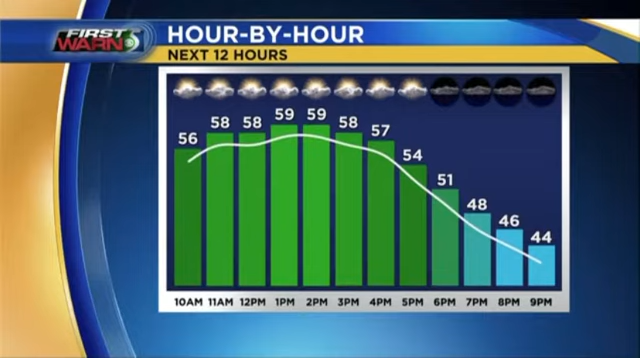 FIRST
WARN
HOUR-BY-HOUR
NEXT 12 HOURS
56 58 58 59 59 58 57 54 51 48 46 44
10AM 11AM 12PM 1PM 2PM 3PM 4PM 5PM 6PM 7PM 8PM 9PM